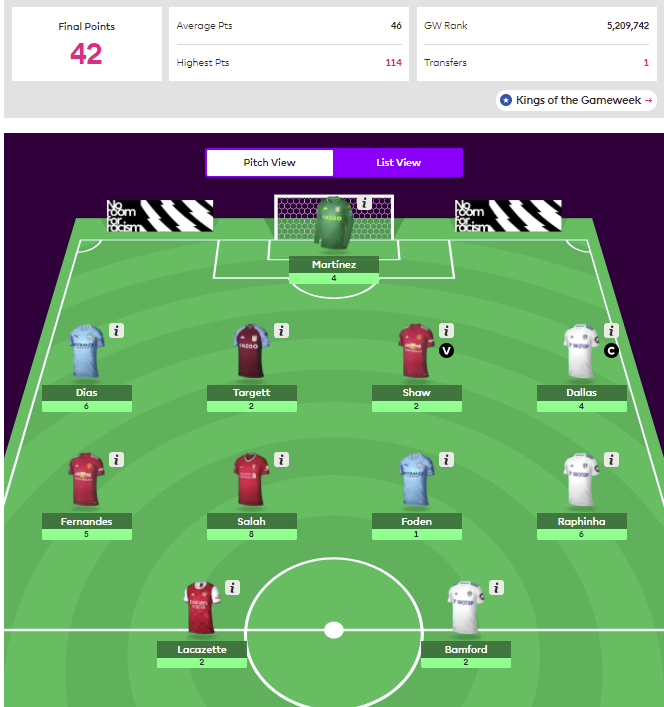 Final Points
42
Average Pts 46
Highest Pts 114
GW Rank 5,209,742
Transfers 1
Kings of the Gameweek →
Pitch View List View
No room for racism
No room for racism
Martínez
4
V C
Dias Targett Shaw Dallas
6 2 2 4
Fernandes Salah Foden Raphinha
5 8 1 6
Lacazette Bamford
2 2